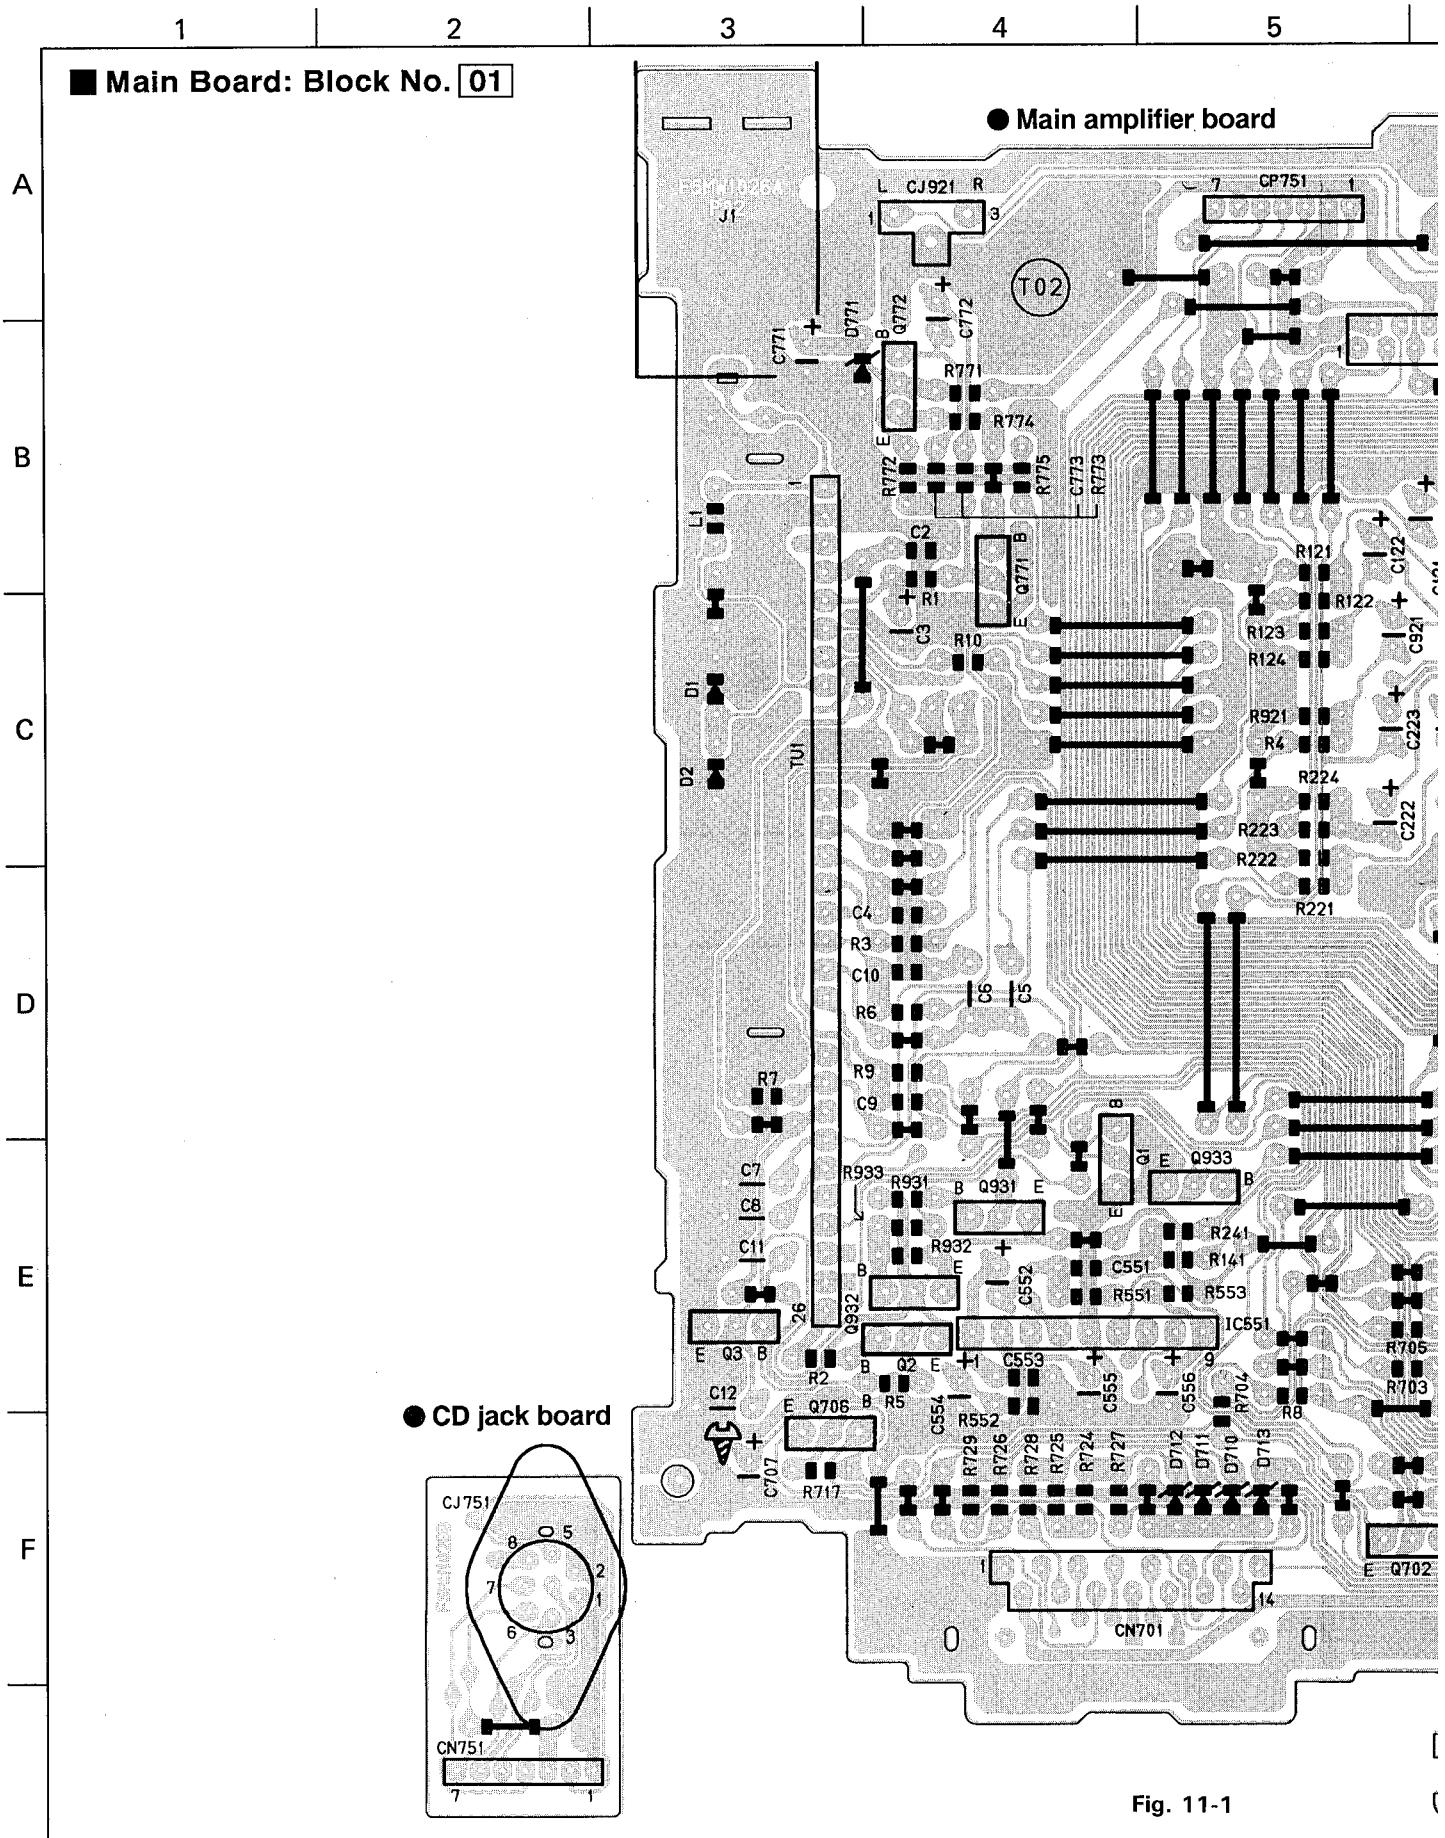 1 2 3 4 5
■ Main Board: Block No. 01
● Main amplifier board
A
J1
L CJ921 R
1 3
7 CP751 1
T02
C771
D771
B Q772
C772
1
R771
E
R774
B
R772
R775
C773
R773
1
L1
C2
B
Q771
R1
E
C3
R10
R121
C122
R122
R123
C921
R124
C
D1
TU1
R921
C223
R4
D2
R224
C222
R223
R222
R221
C4
R3
C10
C6
C5
D
R6
R9
R7
C9
B
Q1
E
C7
R933
R931
B Q931 E
E Q933 B
C8
C11
R932
R241
R141
E
B E
C552
C551
R551
R553
26
Q932
IC551
E Q3 B
B Q2 E
1 9
R2
C553
R705
R5
C554
C555
C556
R704
R703
R8
C12
● CD jack board
E Q706 B
R552
C707
R717
R729
R726
R728
R725
R724
R727
D712
D711
D710
D713
CJ751
F
8 5
2
7
1
6 3
1
14
CN701
E Q702
CN751
7 1
Fig. 11-1